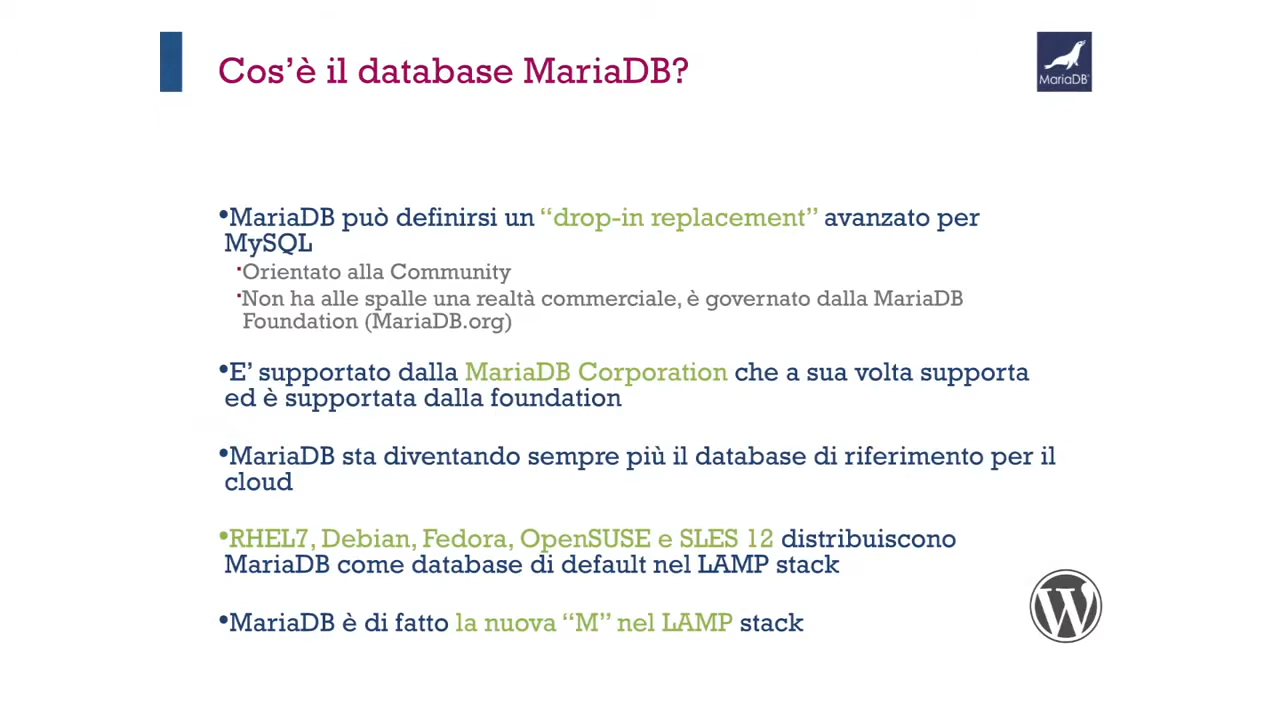 Cos’è il database MariaDB?
MariaDB®
•MariaDB può definirsi un “drop-in replacement” avanzato per
MySQL
▪Orientato alla Community
▪Non ha alle spalle una realtà commerciale, è governato dalla MariaDB
Foundation (MariaDB.org)
•E’ supportato dalla MariaDB Corporation che a sua volta supporta
ed è supportata dalla foundation
•MariaDB sta diventando sempre più il database di riferimento per il
cloud
•RHEL7, Debian, Fedora, OpenSUSE e SLES 12 distribuiscono
MariaDB come database di default nel LAMP stack
•MariaDB è di fatto la nuova “M” nel LAMP stack
W